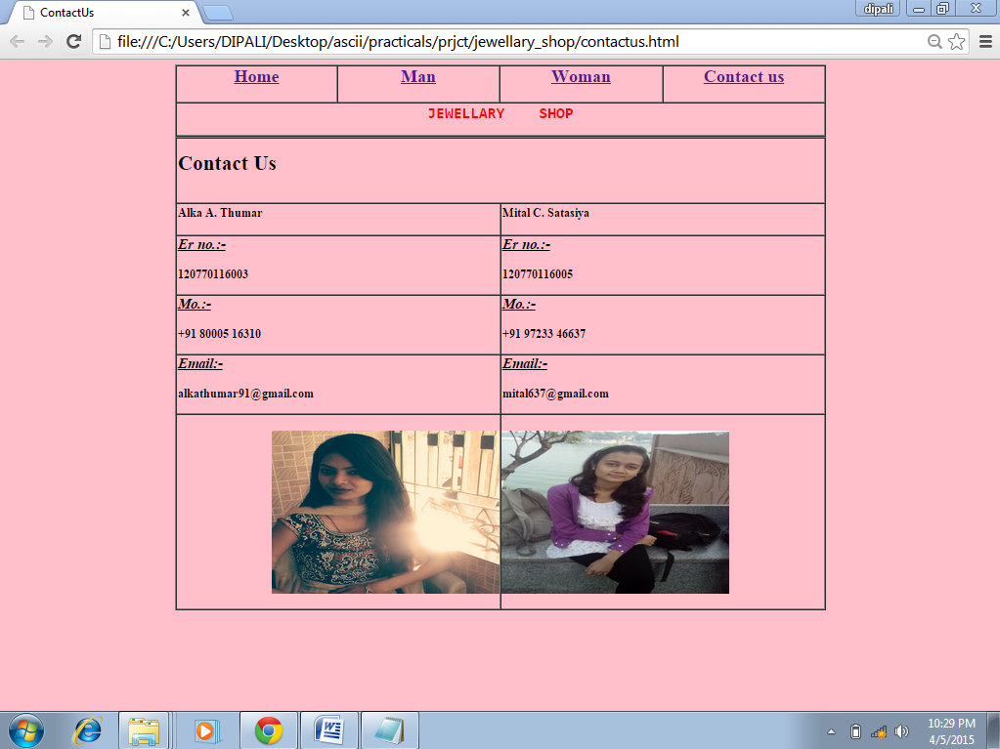 ContactUs
dipali
file:///C:/Users/DIPALI/Desktop/ascii/practicals/prjct/jewellary_shop/contactus.html
Home Man Woman Contact us
JEWELLARY SHOP
Contact Us
Alka A. Thumar Mital C. Satasiya
Er no.:- Er no.:-
120770116003 120770116005
Mo.:- Mo.:-
+91 80005 16310 +91 97233 46637
Email:- Email:-
alkathumar91@gmail.com mital637@gmail.com
10:29 PM
4/5/2015